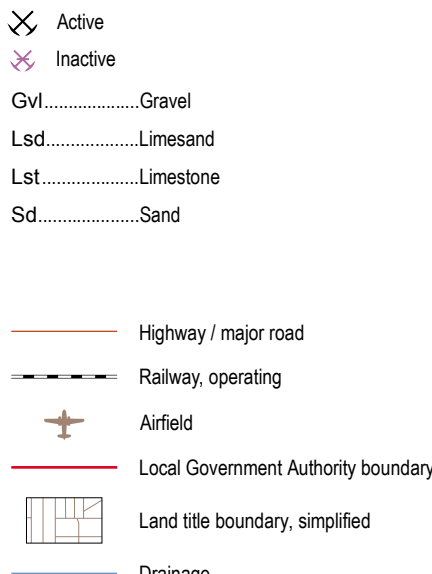 Active
Inactive
Gvl....................Gravel
Lsd...................Limesand
Lst....................Limestone
Sd.....................Sand
Highway / major road
Railway, operating
Airfield
Local Government Authority boundary
Land title boundary, simplified
Drainage